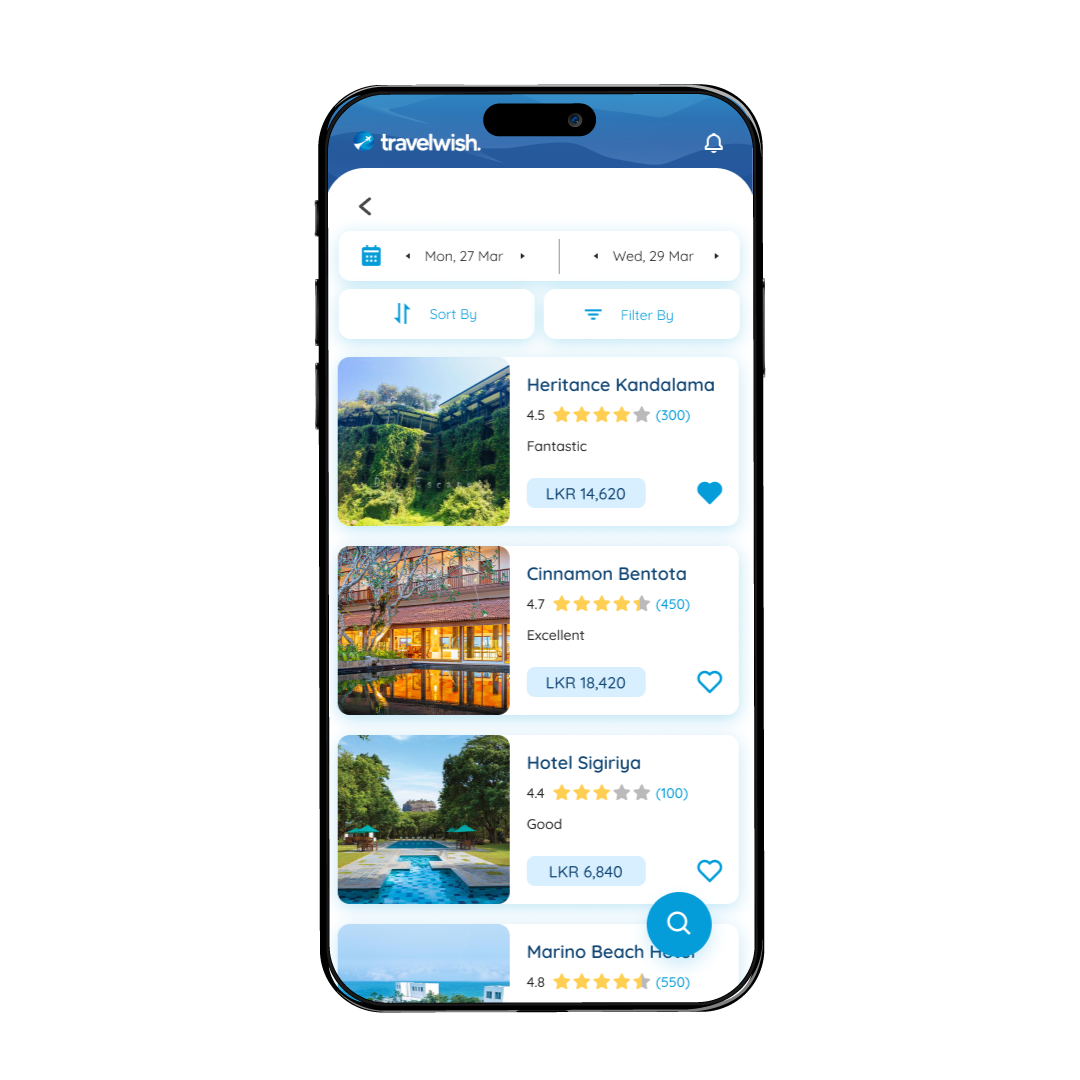 travelwish.
Mon, 27 Mar
Wed, 29 Mar
Sort By
Filter By
Heritance Kandalama
4.5 (300)
Fantastic
LKR 14,620
Cinnamon Bentota
4.7 (450)
Excellent
LKR 18,420
Hotel Sigiriya
4.4 (100)
Good
LKR 6,840
Marino Beach Hotel
4.8 (550)